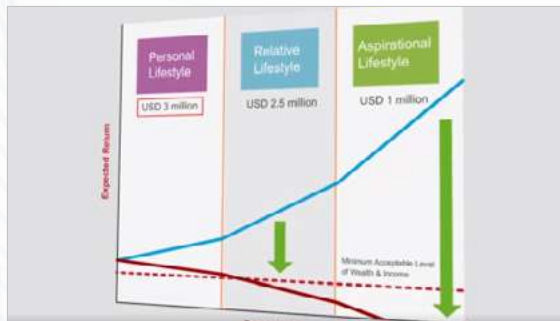 Personal
Lifestyle
USD 3 million
Relative
Lifestyle
USD 2.5 million
Aspirational
Lifestyle
USD 1 million
Expected Return
Minimum Acceptable Level
of Wealth & Income